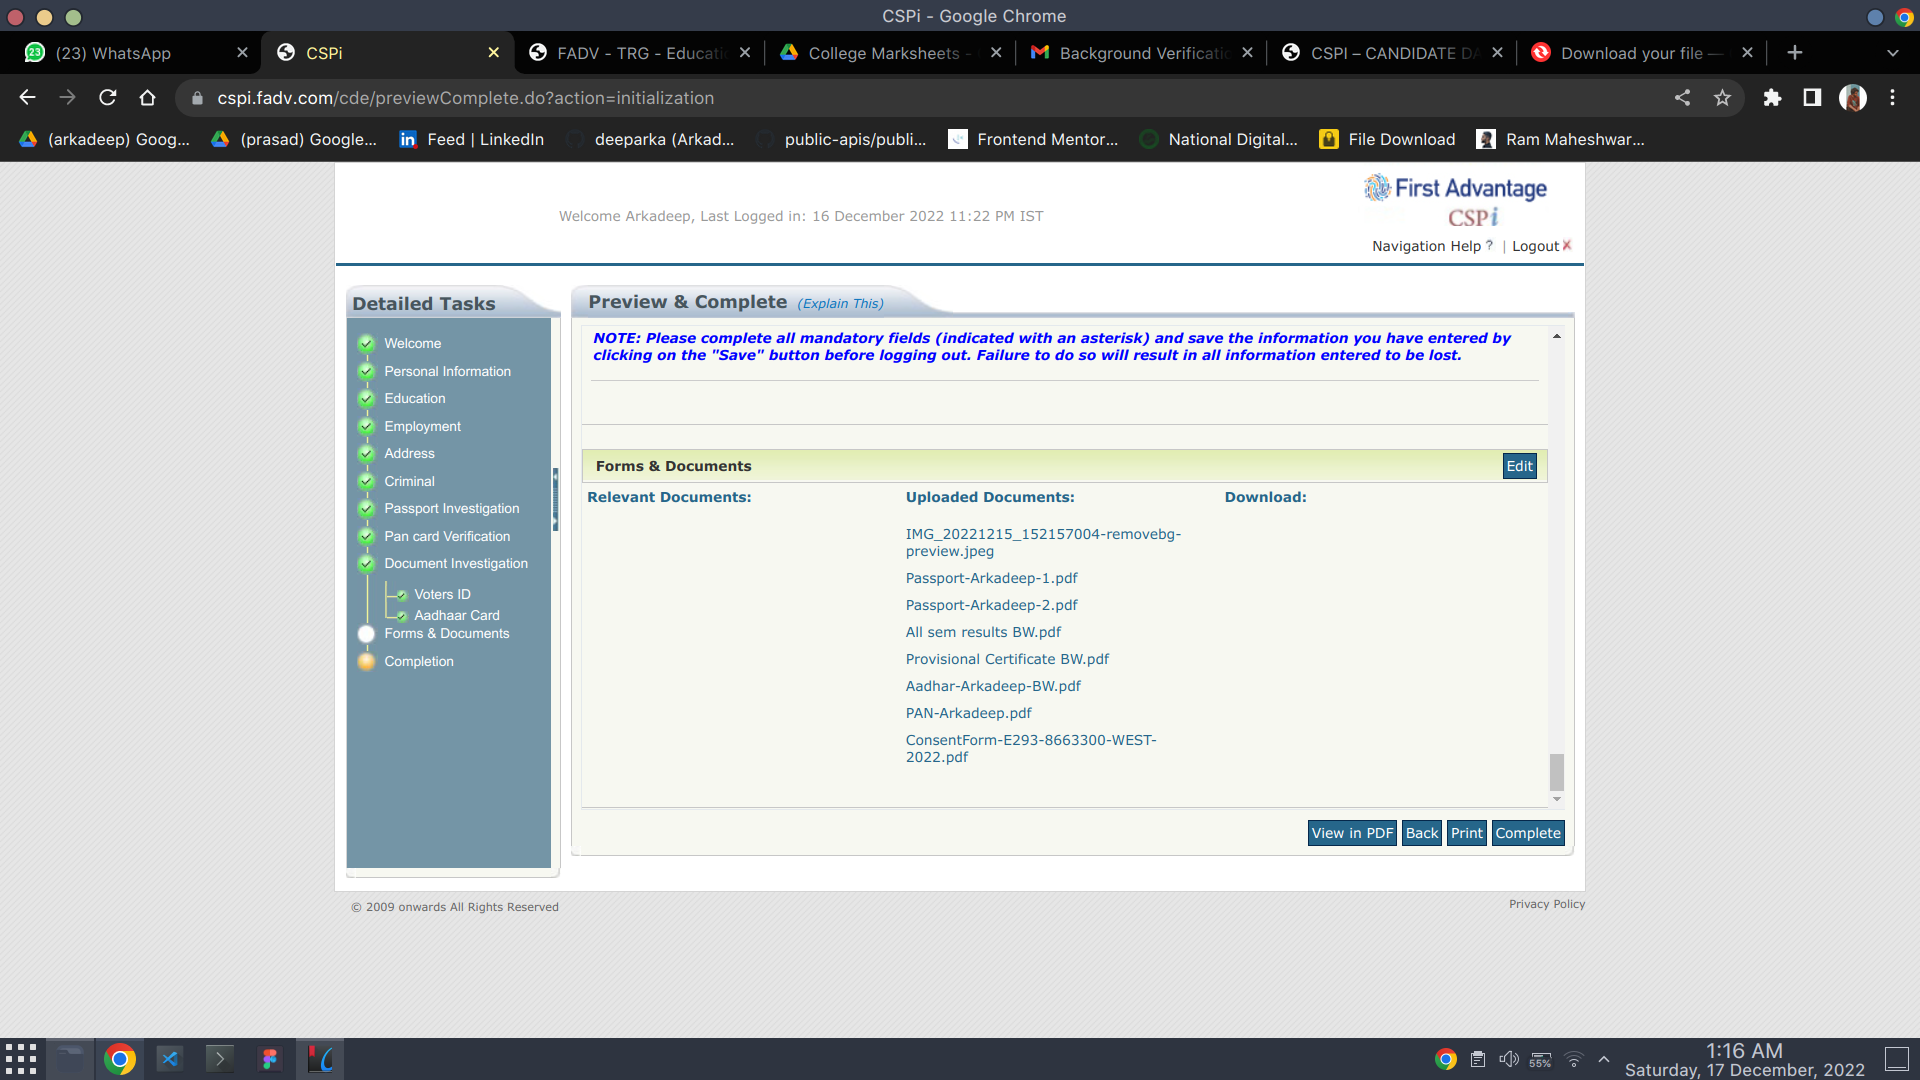 CSPi - Google Chrome
(23) WhatsApp
CSPi
FADV - TRG - Educati
College Marksheets -
Background Verificati
CSPI – CANDIDATE DA
Download your file —
cspi.fadv.com/cde/previewComplete.do?action=initialization
(arkadeep) Goog...
(prasad) Google...
Feed | LinkedIn
deeparka (Arkad...
public-apis/publi...
Frontend Mentor...
National Digital...
File Download
Ram Maheshwar...
Welcome Arkadeep, Last Logged in: 16 December 2022 11:22 PM IST
First Advantage
CSPi
Navigation Help ? | Logout
Detailed Tasks
Welcome
Personal Information
Education
Employment
Address
Criminal
Passport Investigation
Pan card Verification
Document Investigation
Voters ID
Aadhaar Card
Forms & Documents
Completion
Preview & Complete (Explain This)
NOTE: Please complete all mandatory fields (indicated with an asterisk) and save the information you have entered by
clicking on the "Save" button before logging out. Failure to do so will result in all information entered to be lost.
Forms & Documents
Edit
Relevant Documents:
Uploaded Documents:
Download:
IMG_20221215_152157004-removebg-
preview.jpeg
Passport-Arkadeep-1.pdf
Passport-Arkadeep-2.pdf
All sem results BW.pdf
Provisional Certificate BW.pdf
Aadhar-Arkadeep-BW.pdf
PAN-Arkadeep.pdf
ConsentForm-E293-8663300-WEST-
2022.pdf
View in PDF
Back
Print
Complete
© 2009 onwards All Rights Reserved
Privacy Policy
55%
1:16 AM
Saturday, 17 December, 2022